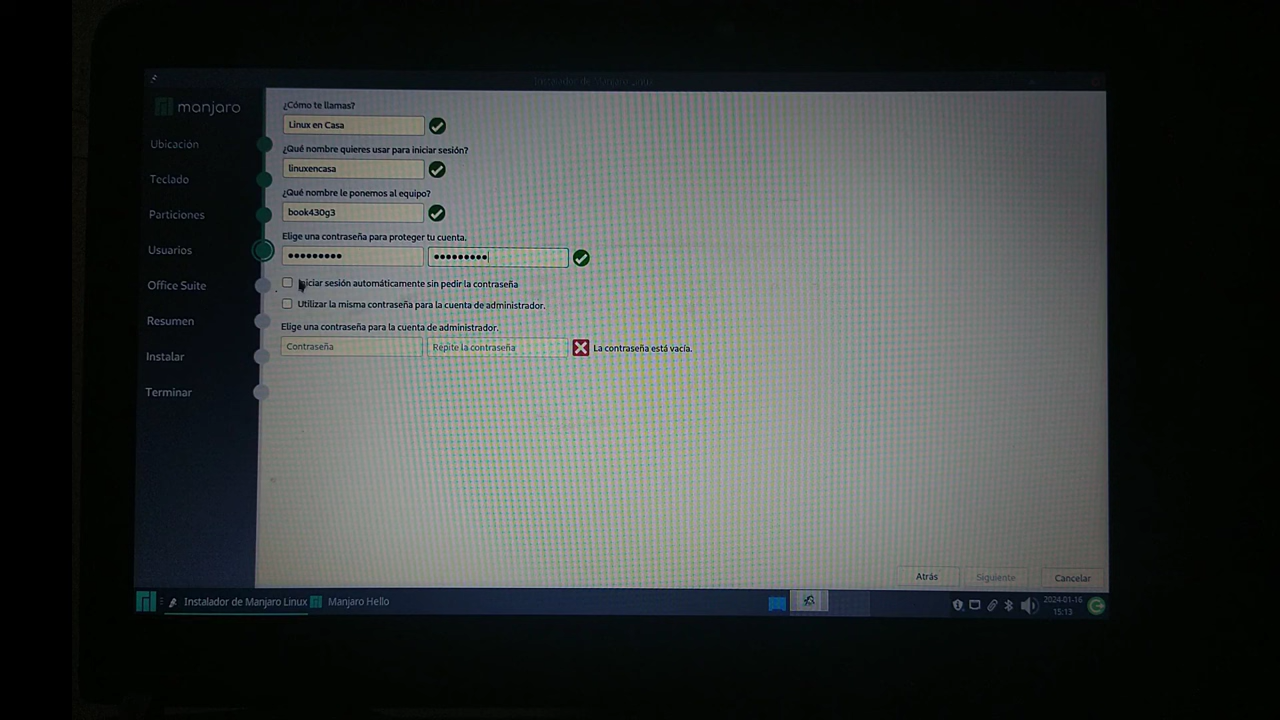 Instalador de Manjaro Linux
manjaro
Ubicación
Teclado
Particiones
Usuarios
Office Suite
Resumen
Instalar
Terminar
¿Cómo te llamas?
Linux en Casa
¿Qué nombre quieres usar para iniciar sesión?
linuxencasa
¿Qué nombre le ponemos al equipo?
book430g3
Elige una contraseña para proteger tu cuenta.
●●●●●●●●● ●●●●●●●●●
Iniciar sesión automáticamente sin pedir la contraseña
Utilizar la misma contraseña para la cuenta de administrador.
Elige una contraseña para la cuenta de administrador.
Contraseña Repite la contraseña La contraseña está vacía.
Atrás Siguiente Cancelar
Instalador de Manjaro Linux Manjaro Hello
2024-01-16
15:13